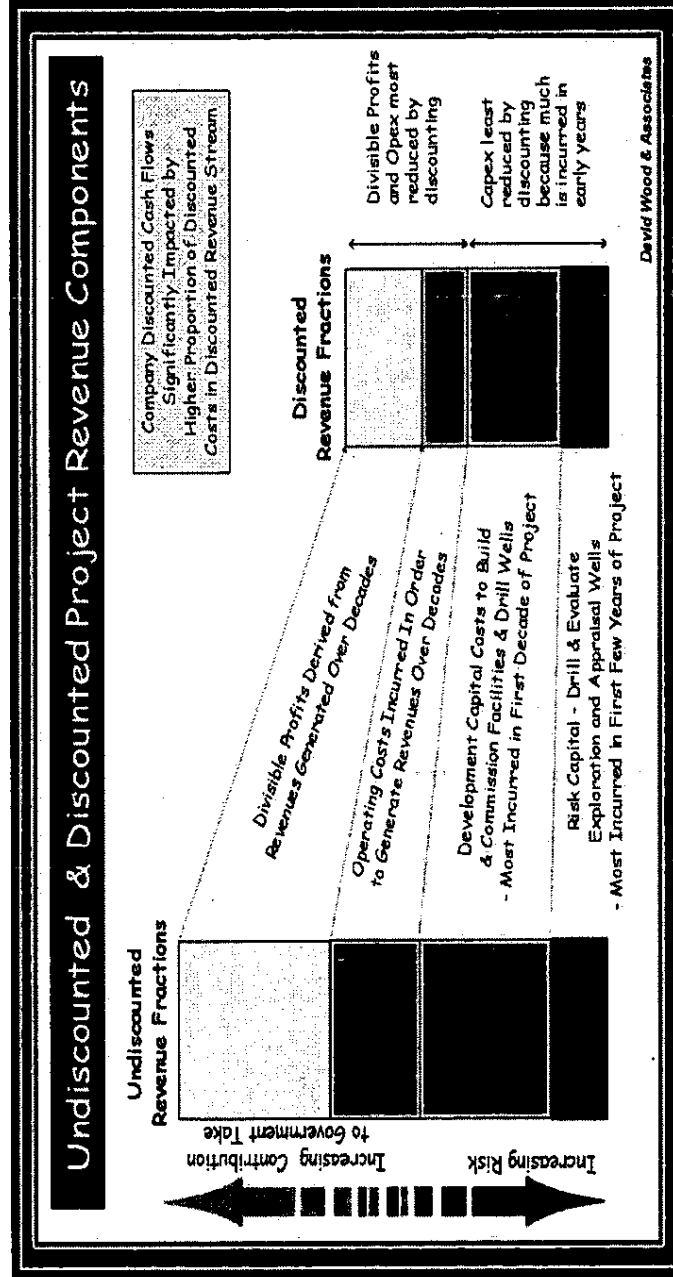 Undiscounted & Discounted Project Revenue Components
Company Discounted Cash Flows
Significantly Impacted by
Higher Proportion of Discounted
Costs in Discounted Revenue Stream
Undiscounted
Revenue Fractions
Discounted
Revenue Fractions
Increasing Contribution
to Government Take
Increasing Risk
Divisible Profits Derived from
Revenues Generated Over Decades
Operating Costs Incurred In Order
to Generate Revenues Over Decades
Development Capital Costs to Build
& Commission Facilities & Drill Wells
- Most Incurred in First Decade of Project
Risk Capital - Drill & Evaluate
Exploration and Appraisal Wells
- Most Incurred In First Few Years of Project
Divisible Profits
and Opex most
reduced by
discounting
Capex least
reduced by
discounting
because much
is incurred in
early years
David Wood & Associates